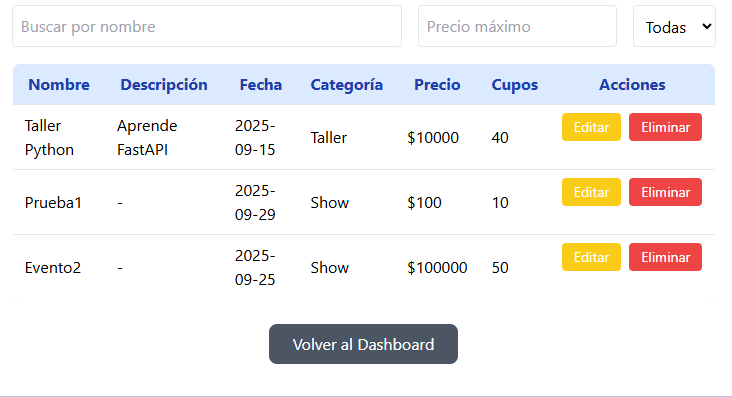 Buscar por nombre Precio máximo Todas
Nombre Descripción Fecha Categoría Precio Cupos Acciones
Taller Python Aprende FastAPI 2025-09-15 Taller $10000 40 Editar Eliminar
Prueba1 - 2025-09-29 Show $100 10 Editar Eliminar
Evento2 - 2025-09-25 Show $100000 50 Editar Eliminar
Volver al Dashboard